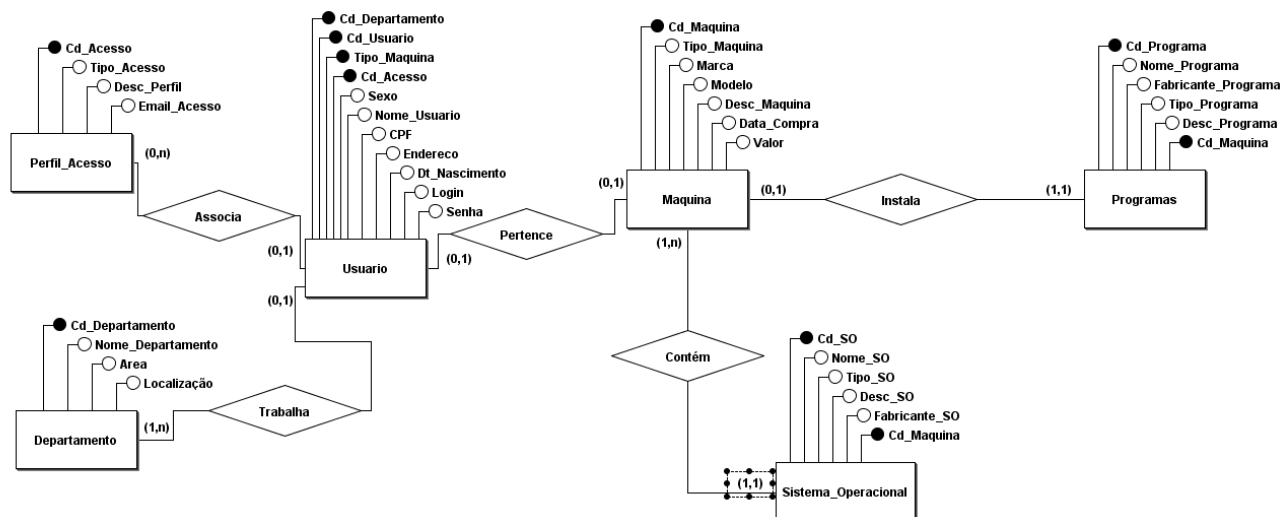 Cd_Acesso
Tipo_Acesso
Desc_Perfil
Email_Acesso
Perfil_Acesso
(0,n)
Associa
(0,1)
Cd_Departamento
Cd_Usuario
Tipo_Maquina
Cd_Acesso
Sexo
Nome_Usuario
CPF
Endereco
Dt_Nascimento
Login
Senha
Usuario
(0,1)
(0,1)
Pertence
(0,1)
Cd_Maquina
Tipo_Maquina
Marca
Modelo
Desc_Maquina
Data_Compra
Valor
Maquina
(0,1)
Instala
(1,1)
Cd_Programa
Nome_Programa
Fabricante_Programa
Tipo_Programa
Desc_Programa
Cd_Maquina
Programas
(1,n)
Contém
(1,1)
Cd_SO
Nome_SO
Tipo_SO
Desc_SO
Fabricante_SO
Cd_Maquina
Sistema_Operacional
Cd_Departamento
Nome_Departamento
Area
Localização
Departamento
(1,n)
Trabalha